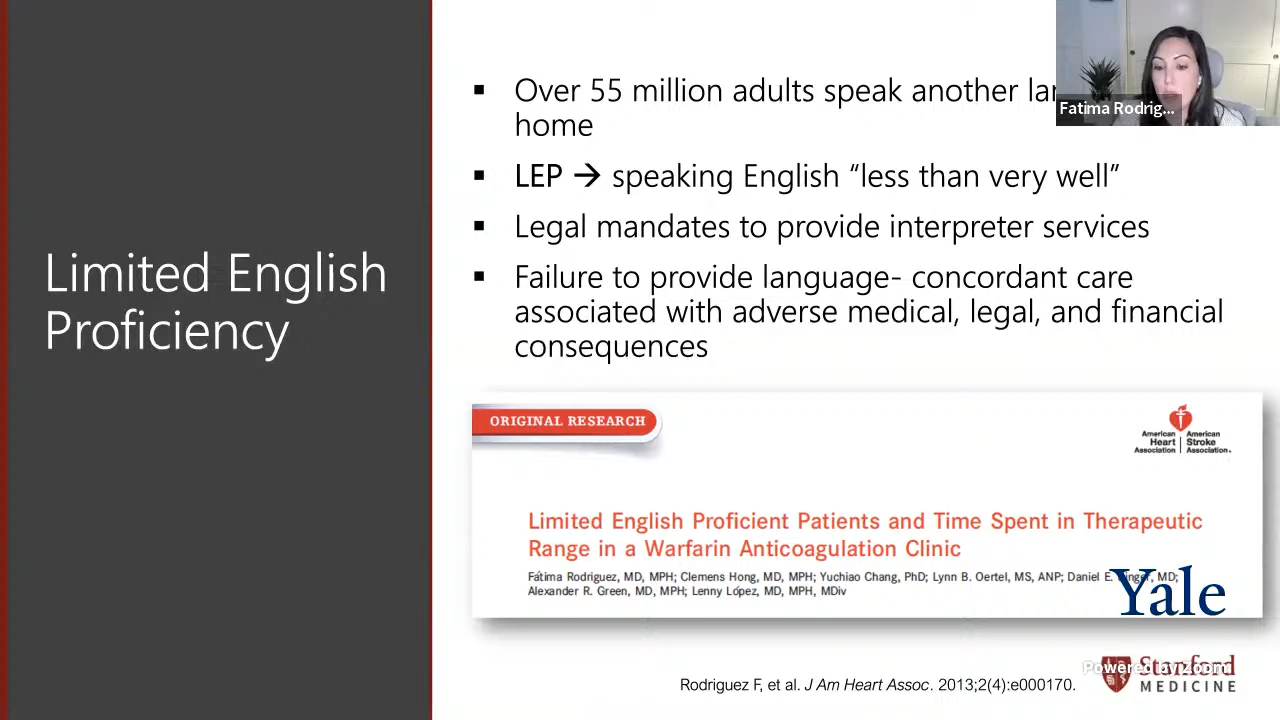 Limited English
Proficiency
▪ Over 55 million adults speak another
home
▪ LEP → speaking English “less than very well”
▪ Legal mandates to provide interpreter services
▪ Failure to provide language- concordant care
associated with adverse medical, legal, and financial
consequences
Fatima Rodrig...
ORIGINAL RESEARCH
American Heart Association
American Stroke Association®
Limited English Proficient Patients and Time Spent in Therapeutic
Range in a Warfarin Anticoagulation Clinic
Fátima Rodriguez, MD, MPH; Clemens Hong, MD, MPH; Yuchiao Chang, PhD; Lynn B. Oertel, MS, ANP; Daniel E. MD;
Alexander R. Green, MD, MPH; Lenny López, MD, MPH, MDiv
Yale
Rodriguez F, et al. J Am Heart Assoc. 2013;2(4):e000170.
Powered by Zoom
Stanford
MEDICINE